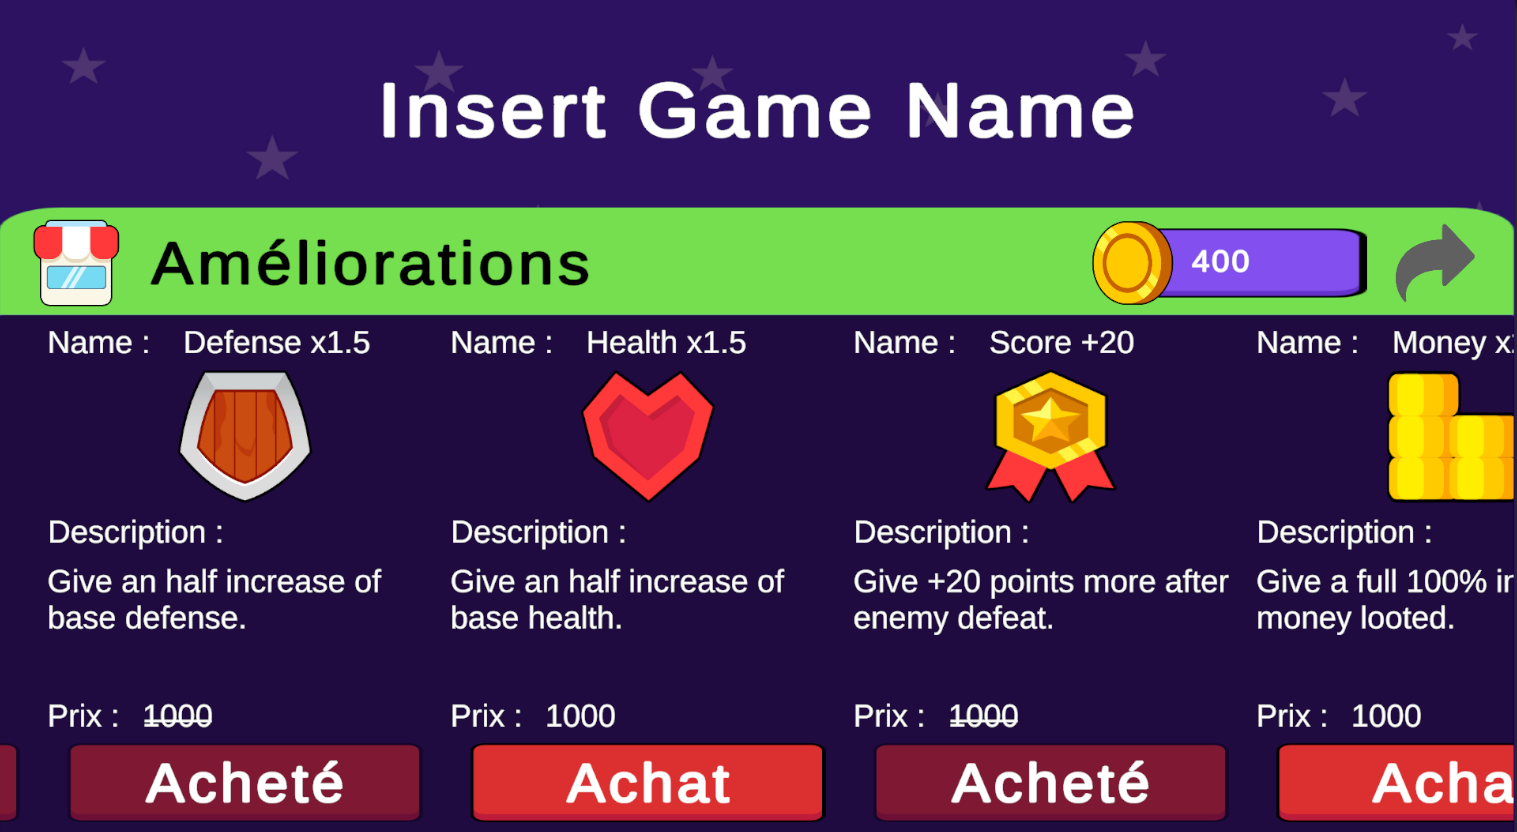 Insert Game Name
Améliorations
400
Name : Defense x1.5
Description :
Give an half increase of
base defense.
Prix : 1000
Acheté
Name : Health x1.5
Description :
Give an half increase of
base health.
Prix : 1000
Achat
Name : Score +20
Description :
Give +20 points more after
enemy defeat.
Prix : 1000
Acheté
Name : Money
Description :
Give a full 100%
money looted.
Prix : 1000
Acha